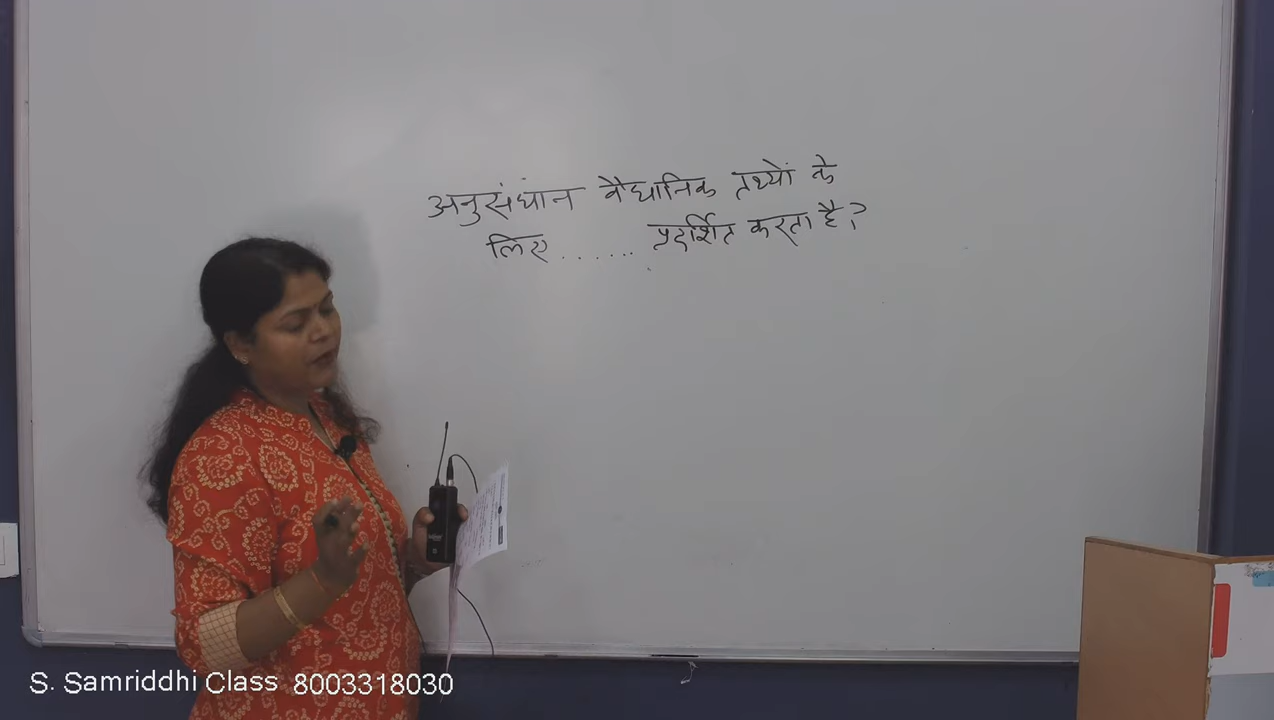 अनुसंधान वैधानिक तथ्यों के
लिए ...... प्रदर्शित करता है?
S. Samriddhi Class 8003318030